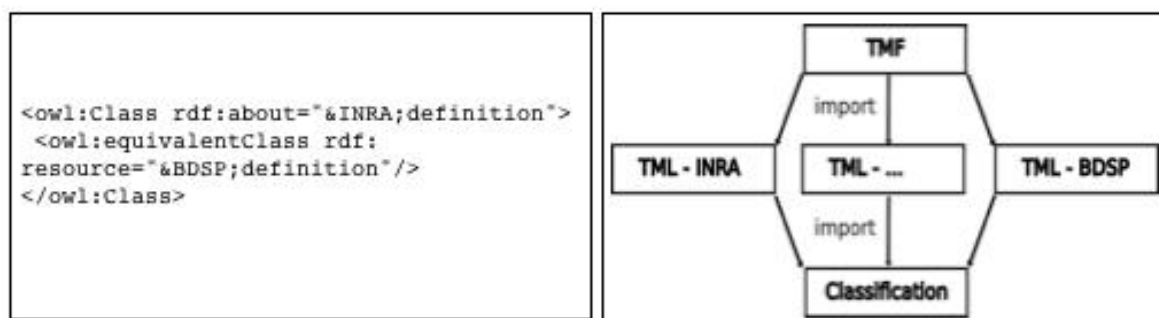 <owl:Class rdf:about="&INRA;definition">
<owl:equivalentClass rdf:
resource="&BDSP;definition"/>
</owl:Class>
TMF
import
TML - INRA
TML - ...
TML - BDSP
import
Classification